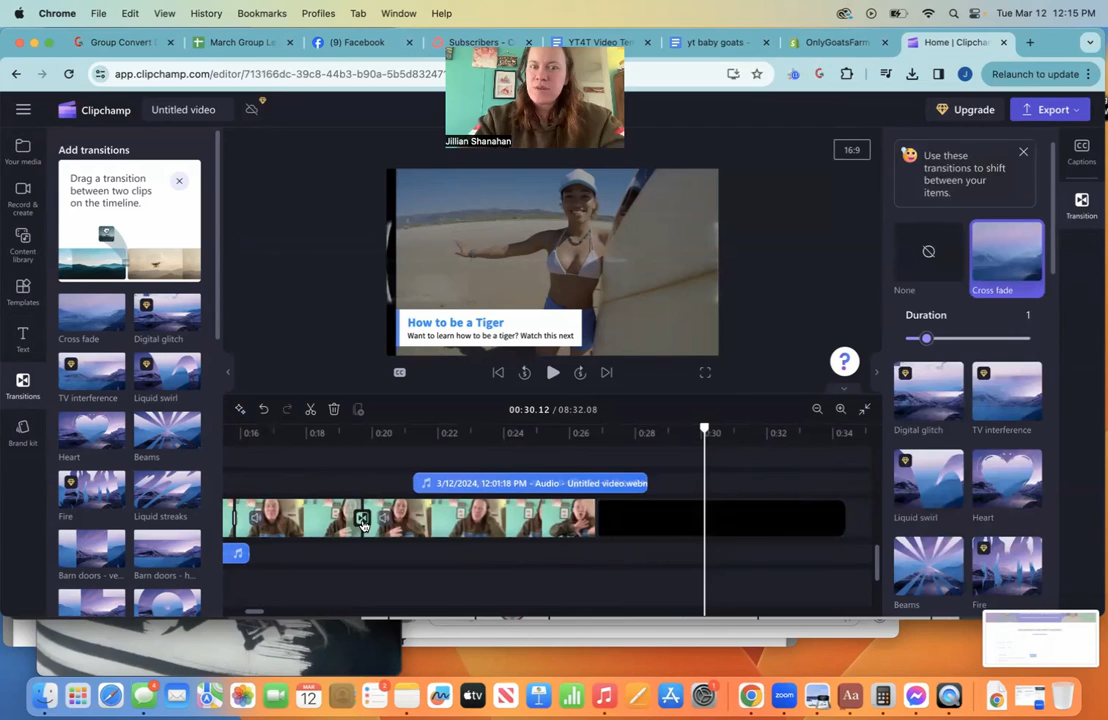 Chrome File Edit View History Bookmarks Profiles Tab Window Help Tue Mar 12 12:15 PM
Group Convert March Group Le (9) Facebook Subscribers - YT4T Video Te yt baby goats - OnlyGoatsFarm Home | Clipcha
app.clipchamp.com/editor/713166dc-39c8-44b3-b90a-5b5d83247 Relaunch to update
Jillian Shanahan
Clipchamp Untitled video Upgrade Export
Your media
Record & create
Content library
Templates
Text
Transitions
Brand kit
Add transitions
Drag a transition
between two clips
on the timeline.
Cross fade Digital glitch
TV interference Liquid swirl
Heart Beams
Fire Liquid streaks
Barn doors - ve... Barn doors - h...
How to be a Tiger
Want to learn how to be a tiger? Watch this next
16:9
CC
?
Use these
transitions to shift
between your
items.
None Cross fade
Duration 1
Digital glitch TV interference
Liquid swirl Heart
Beams Fire
Captions
Transition
00:30.12 / 08:32.08
0:16 0:18 0:20 0:22 0:24 0:26 0:28 0:30 0:32 0:34
3/12/2024, 12:01:18 PM - Audio - Untitled video.webm
MAR
12
tv
Aa
zoom